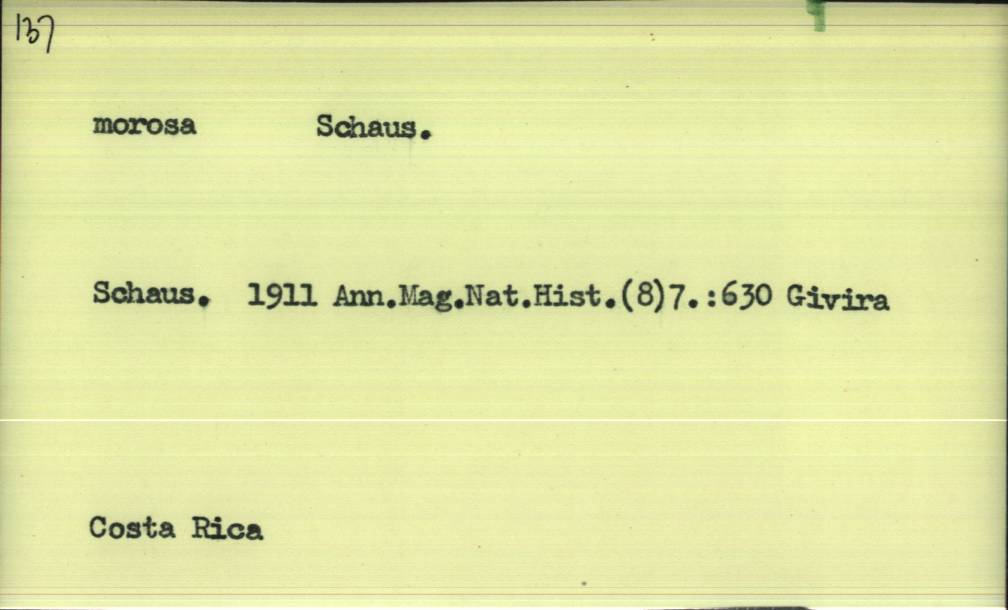 137
morosa Schaus.
Schaus. 1911 Ann.Mag.Nat.Hist.(8)7.:630 Givira
Costa Rica